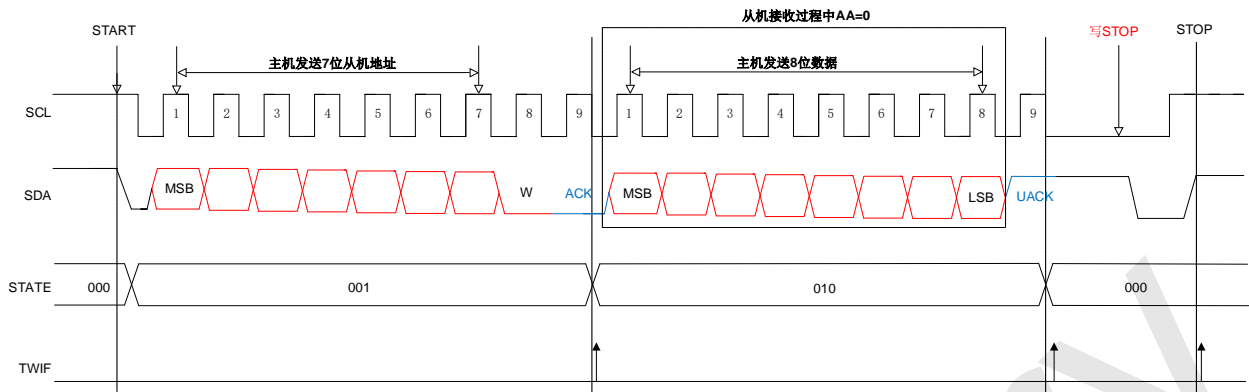 从机接收过程中AA=0
START
写STOP
STOP
主机发送7位从机地址
主机发送8位数据
SCL
1 2 3 4 5 6 7 8 9 1 2 3 4 5 6 7 8 9
SDA
MSB W ACK MSB LSB UACK
STATE
000 001 010 000
TWIF